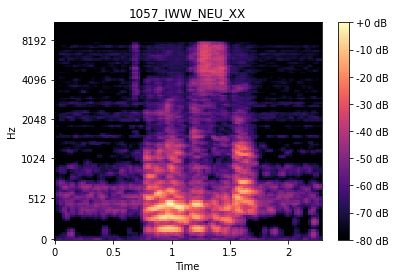 1057_IWW_NEU_XX
8192
4096
2048
1024
512
0
Hz
0 0.5 1 1.5 2
Time
+0 dB
-10 dB
-20 dB
-30 dB
-40 dB
-50 dB
-60 dB
-70 dB
-80 dB